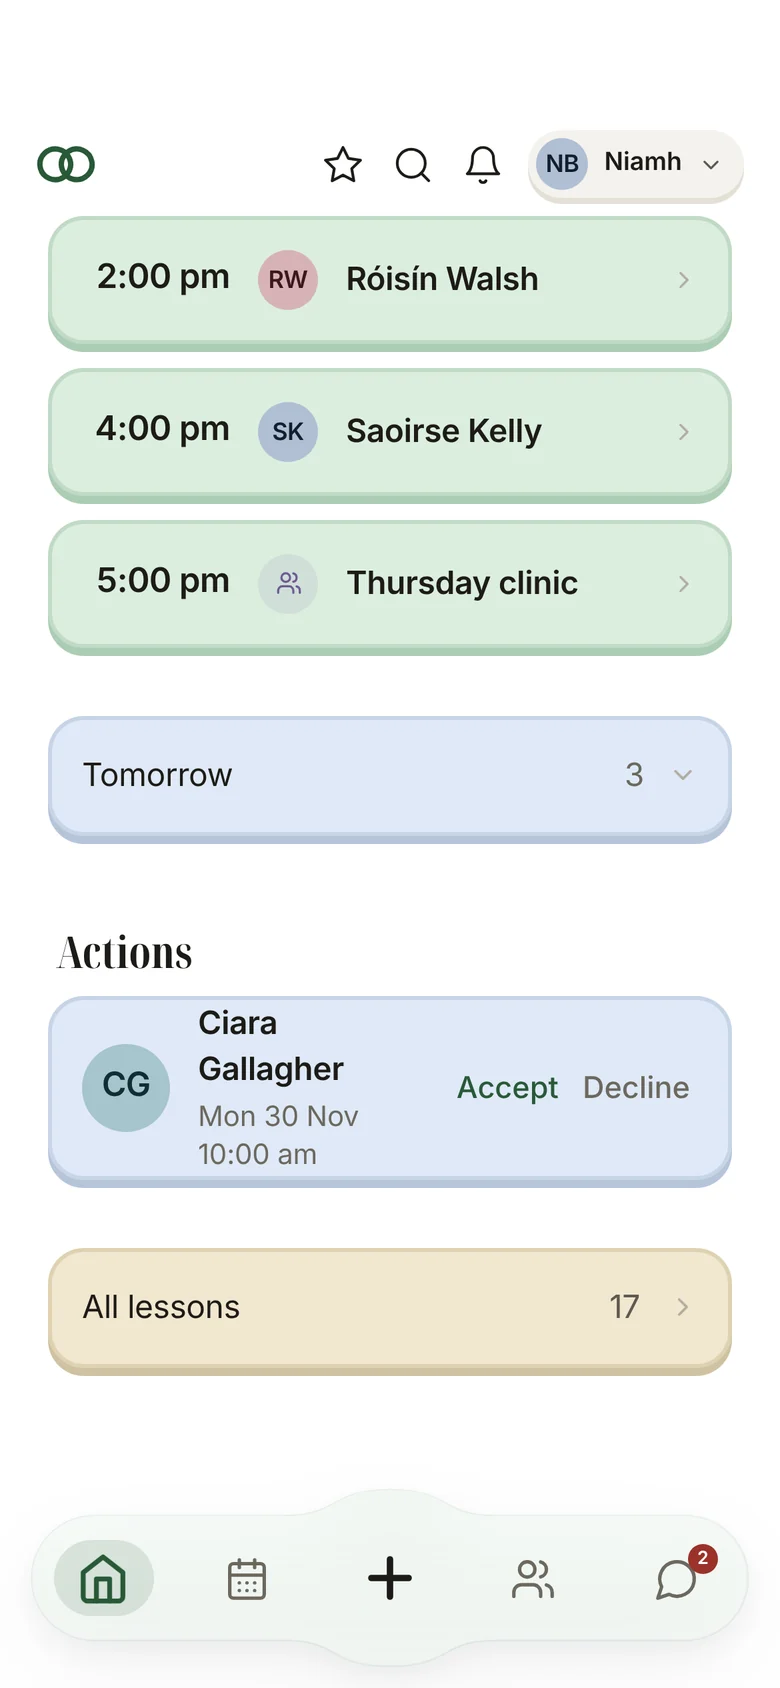 NB Niamh
2:00 pm RW Róisín Walsh
4:00 pm SK Saoirse Kelly
5:00 pm Thursday clinic
Tomorrow 3
Actions
CG
Ciara
Gallagher
Mon 30 Nov
10:00 am
Accept Decline
All lessons 17
2